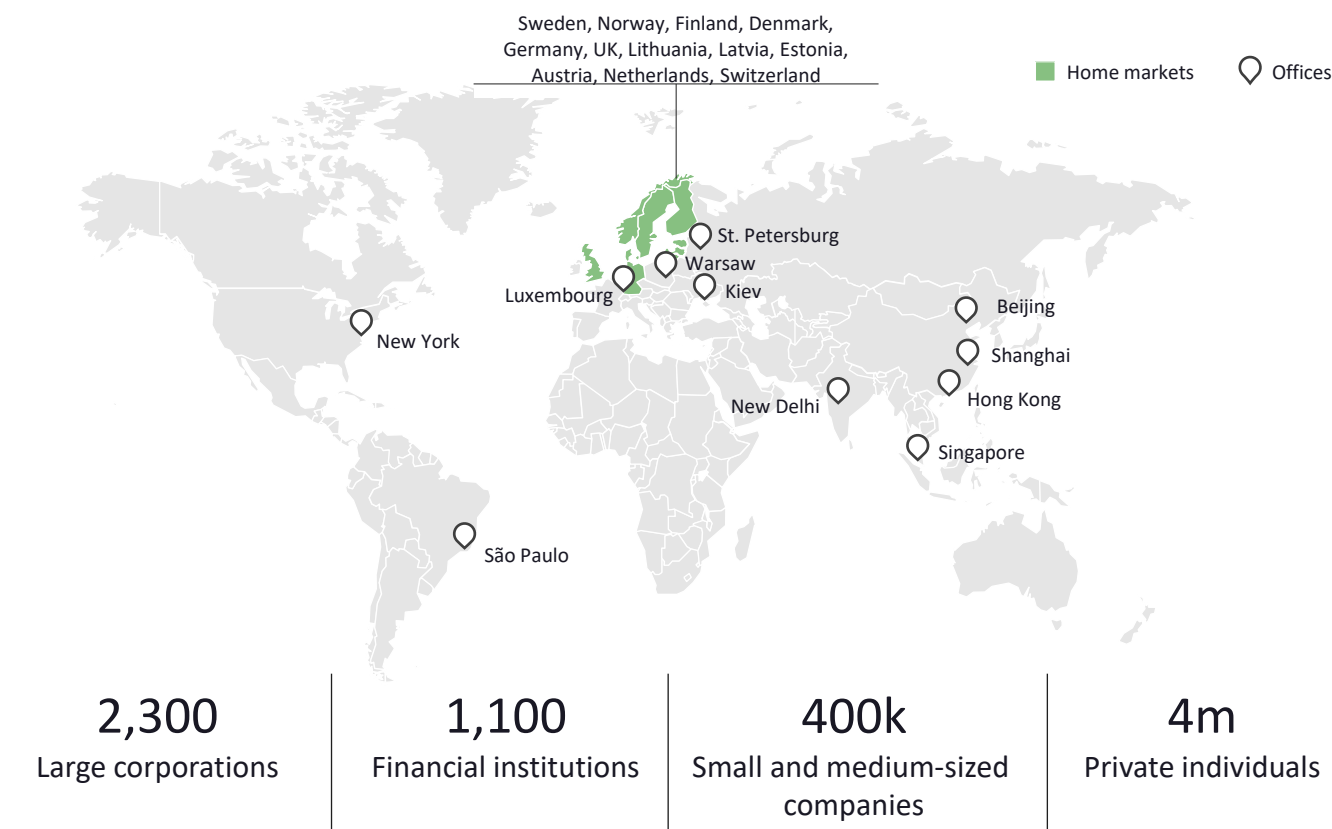 Sweden, Norway, Finland, Denmark,
Germany, UK, Lithuania, Latvia, Estonia,
Austria, Netherlands, Switzerland
Home markets
Offices
St. Petersburg
Warsaw
Luxembourg
Kiev
Beijing
New York
Shanghai
New Delhi
Hong Kong
Singapore
São Paulo
2,300
Large corporations
1,100
Financial institutions
400k
Small and medium-sized
companies
4m
Private individuals